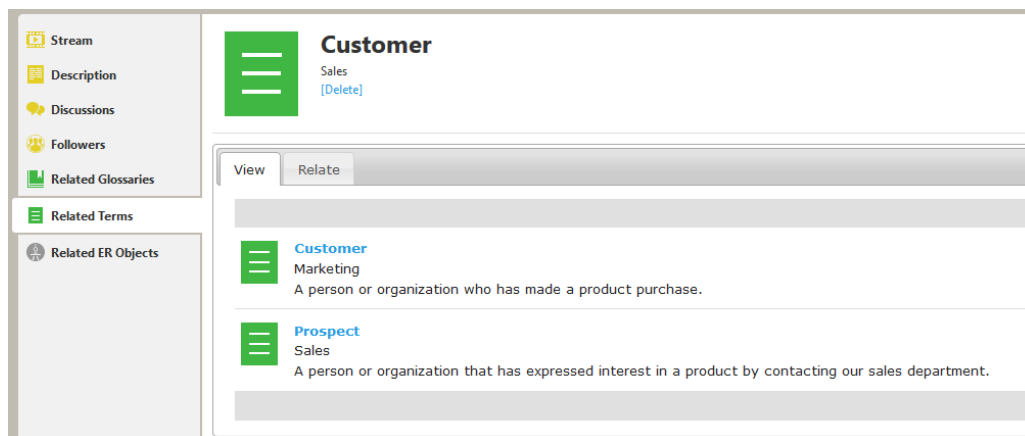 Stream
Description
Discussions
Followers
Related Glossaries
Related Terms
Related ER Objects
Customer
Sales
[Delete]
View
Relate
Customer
Marketing
A person or organization who has made a product purchase.
Prospect
Sales
A person or organization that has expressed interest in a product by contacting our sales department.